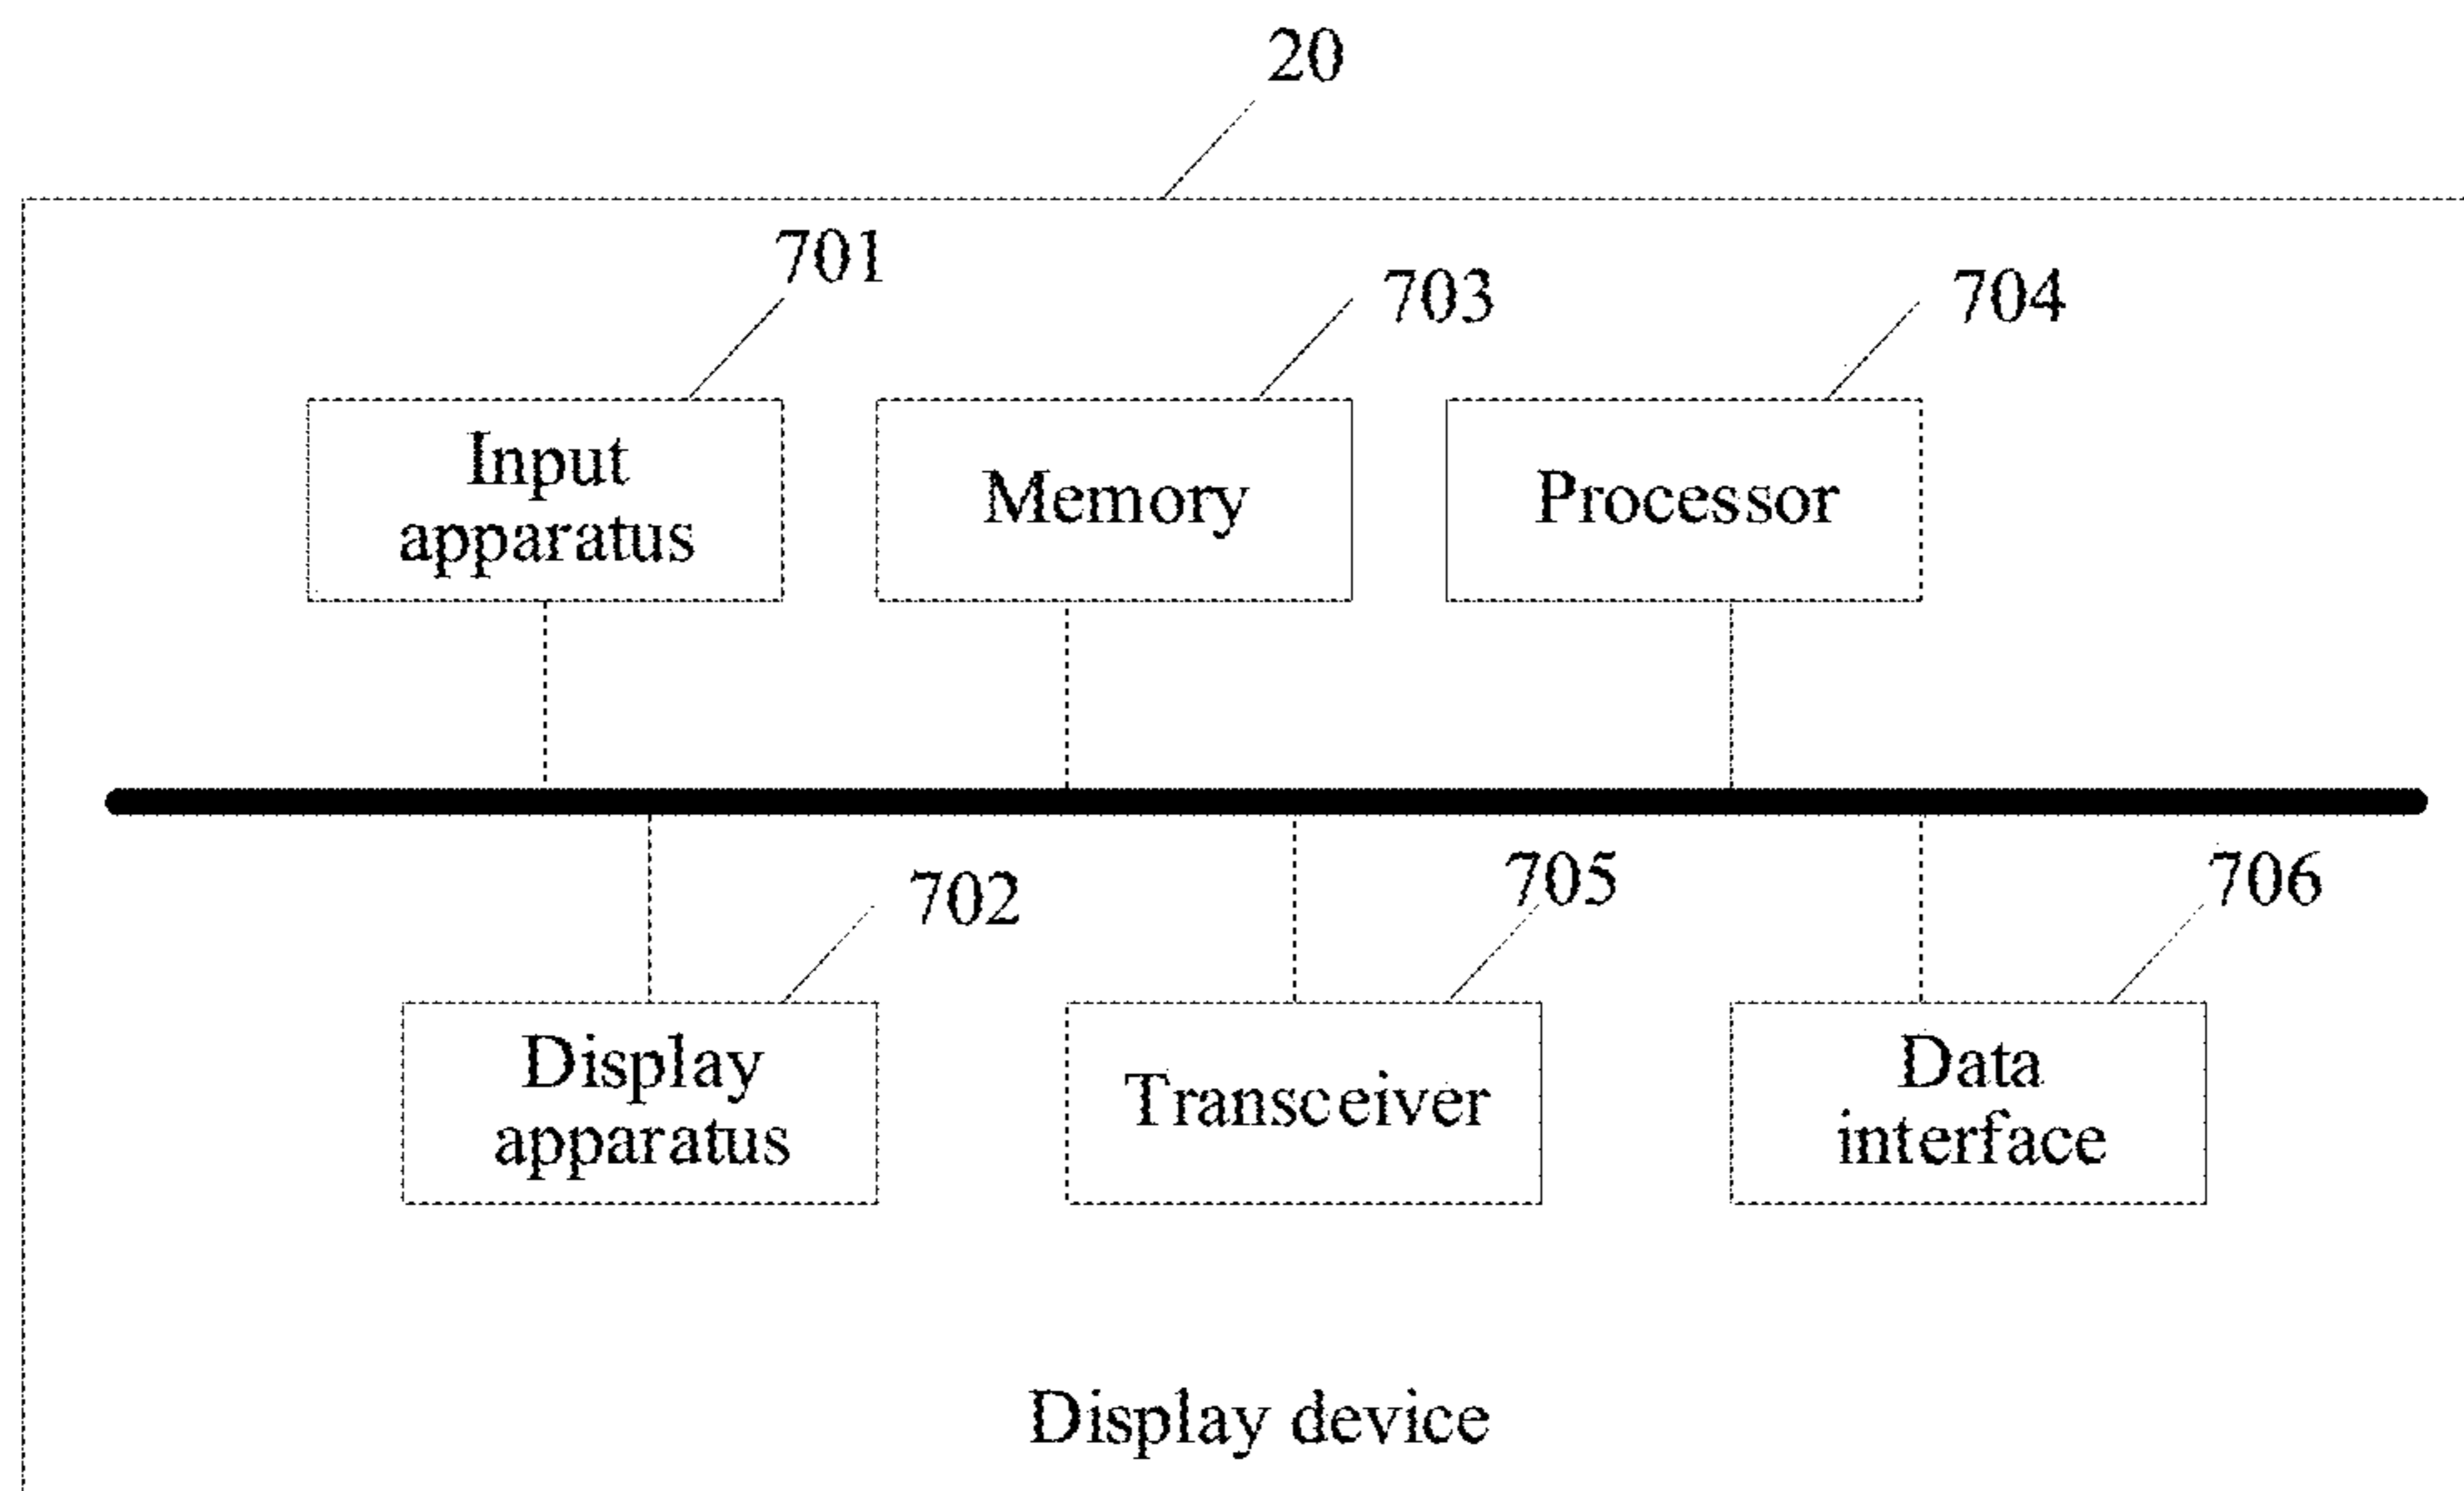 20
701
703
704
Input
apparatus
Memory
Processor
702
705
706
Display
apparatus
Transceiver
Data
interface
Display device